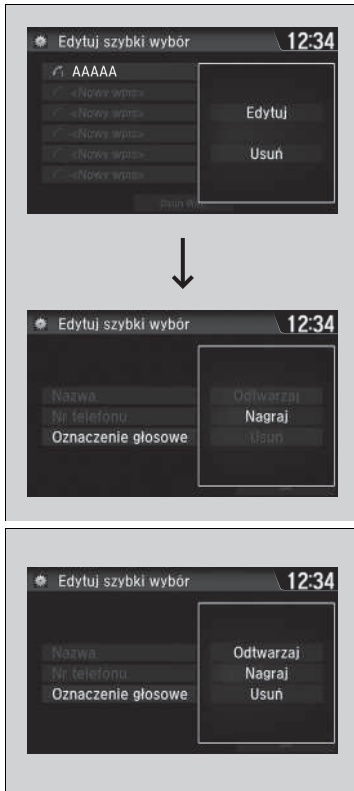 Edytuj szybki wybór 12:34
AAAAA
<Nowy wpis>
<Nowy wpis>
<Nowy wpis>
<Nowy wpis>
<Nowy wpis>
Edytuj
Usuń
Edytuj szybki wybór 12:34
Nazwa
Nr telefonu
Oznaczenie głosowe
Odtwarzaj
Nagraj
Usuń
Edytuj szybki wybór 12:34
Nazwa
Nr telefonu
Oznaczenie głosowe
Odtwarzaj
Nagraj
Usuń